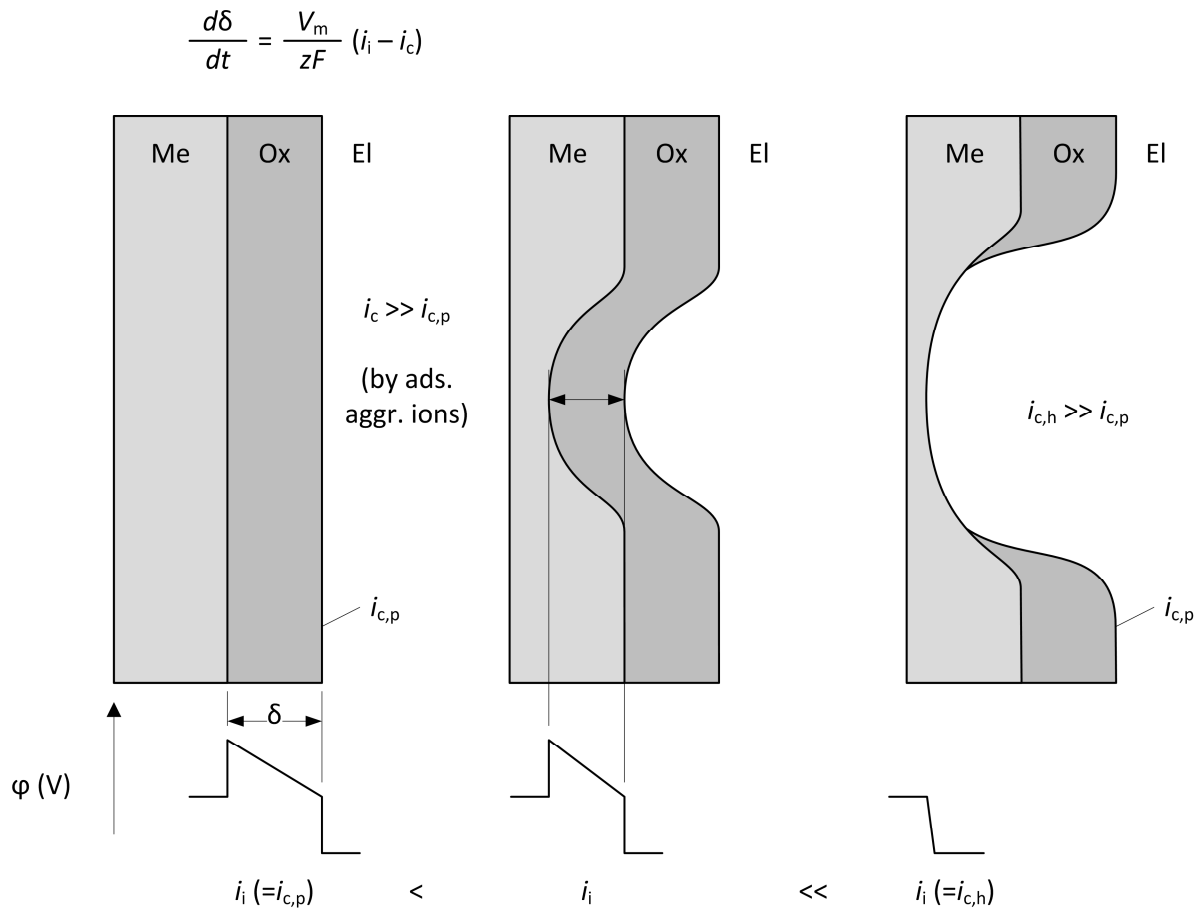 dδ/dt = V_m/zF (i_i – i_c)
Me Ox El
Me Ox El
Me Ox El
i_c >> i_c,p
(by ads.
aggr. ions)
i_c,h >> i_c,p
i_c,p
i_c,p
δ
φ (V)
i_i (=i_c,p) < i_i << i_i (=i_c,h)